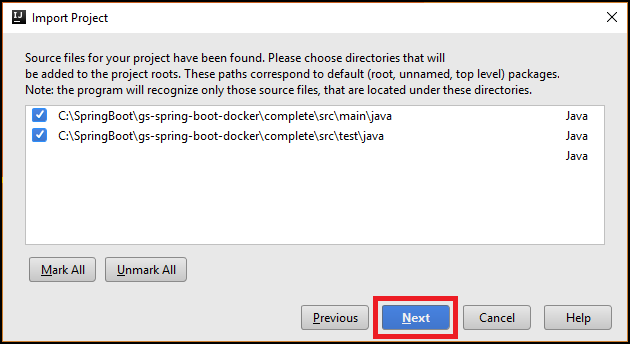 IJ Import Project
Source files for your project have been found. Please choose directories that will
be added to the project roots. These paths correspond to default (root, unnamed, top level) packages.
Note: the program will recognize only those source files, that are located under these directories.
C:\SpringBoot\gs-spring-boot-docker\complete\src\main\java Java
C:\SpringBoot\gs-spring-boot-docker\complete\src\test\java Java
Java
Mark All Unmark All
Previous Next Cancel Help